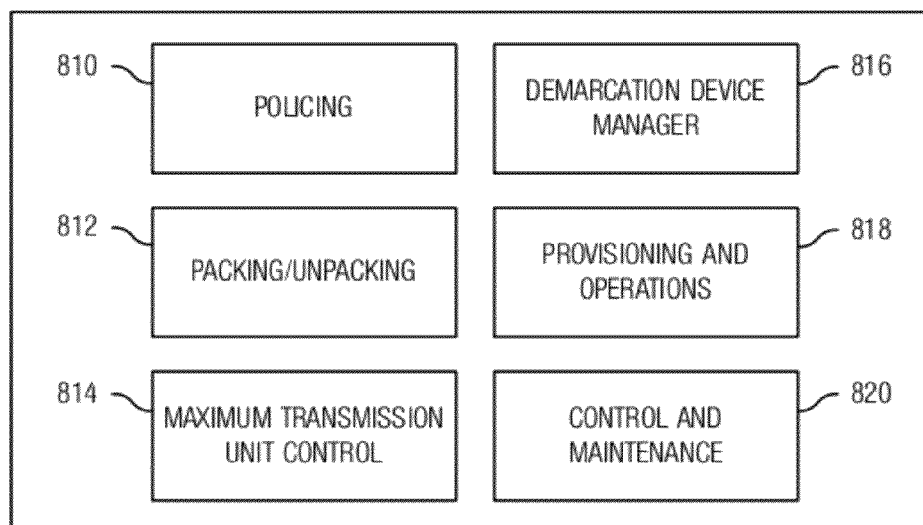 810
POLICING
DEMARCATION DEVICE
MANAGER
816
812
PACKING/UNPACKING
PROVISIONING AND
OPERATIONS
818
814
MAXIMUM TRANSMISSION
UNIT CONTROL
CONTROL AND
MAINTENANCE
820